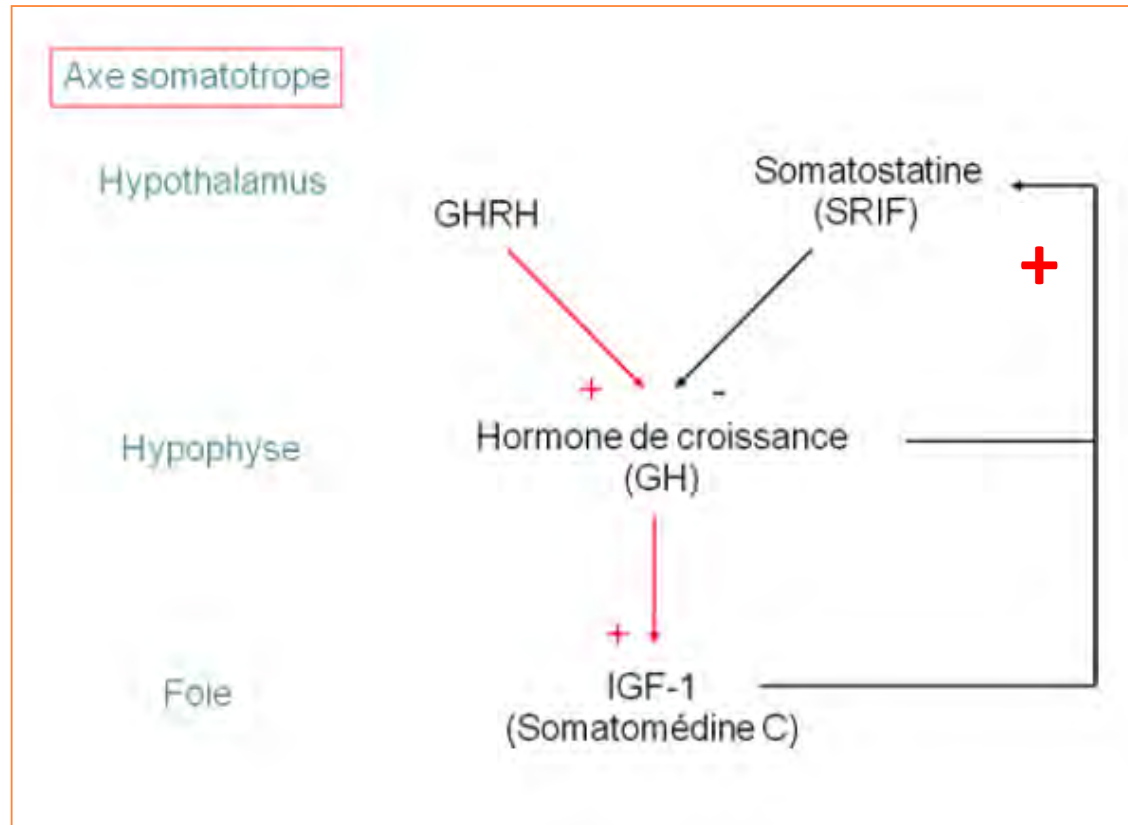 Axe somatotrope
Hypothalamus
GHRH
Somatostatine
(SRIF)
+
+
-
Hypophyse
Hormone de croissance
(GH)
+
Foie
IGF-1
(Somatomédine C)